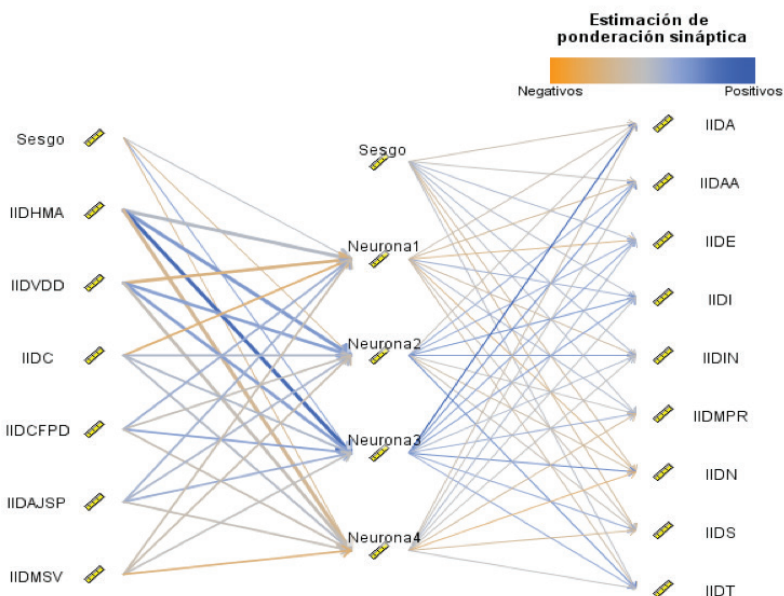 Estimación de
ponderación sináptica
Negativos
Positivos
Sesgo
IIDHMA
IIDVDD
IIDC
IIDCFPD
IIDAJSP
IIDMSV
Sesgo
Neurona1
Neurona2
Neurona3
Neurona4
IIDA
IIDAA
IIDE
IIDI
IIDIN
IIDMPR
IIDN
IIDS
IIDT